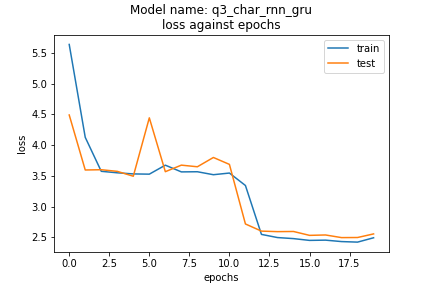 Model name: q3_char_rnn_gru
loss against epochs
train
test
5.5
5.0
4.5
4.0
3.5
3.0
2.5
loss
0.0 2.5 5.0 7.5 10.0 12.5 15.0 17.5
epochs